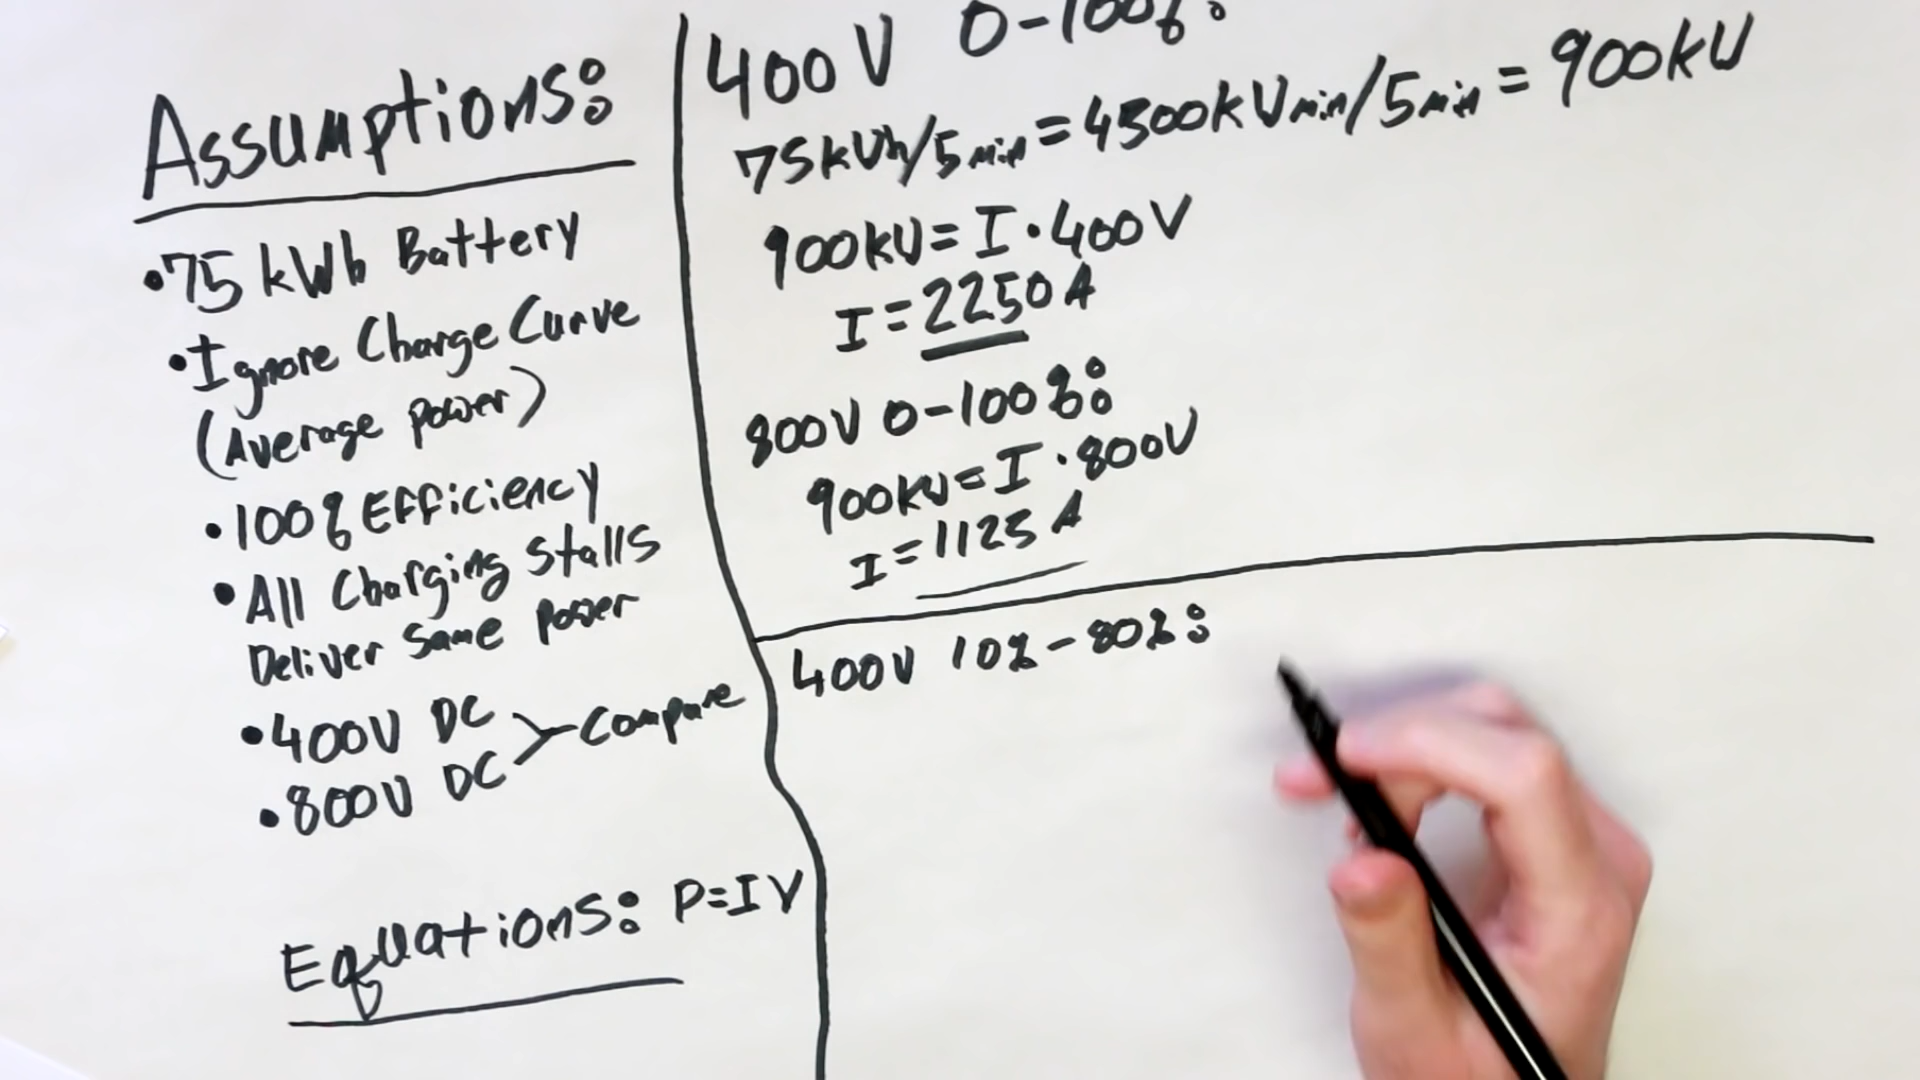 Assumptions:
•75 kWh Battery
•Ignore Charge Curve
(Average power)
•100% Efficiency
•All Charging Stalls
Deliver Same Power
•400V DC
•800V DC
Compare
Equations: P=IV
400V 0-100%:
75kWh/5min=4500kWmin/5min=900kW
900kW=I·400V
I=2250A
800V 0-100%:
900kW=I·800V
I=1125A
400V 10%-80%: